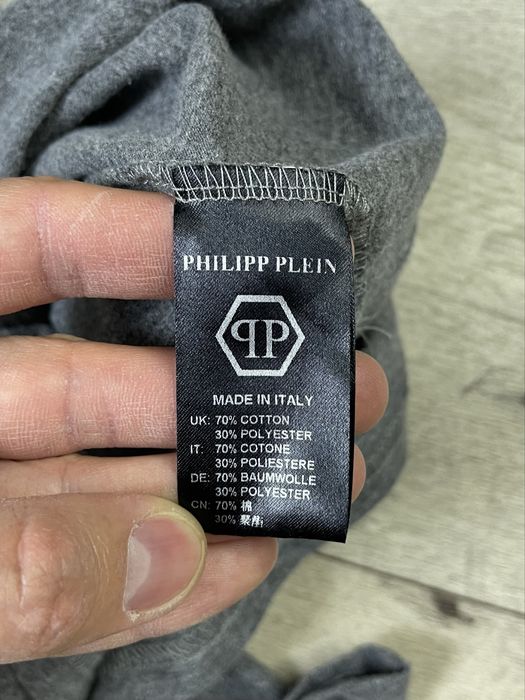 PHILIPP PLEIN
PP
MADE IN ITALY
UK: 70% COTTON
30% POLYESTER
IT: 70% COTONE
30% POLIESTERE
DE: 70% BAUMWOLLE
30% POLYESTER
CN: 70% 棉
30% 聚酯